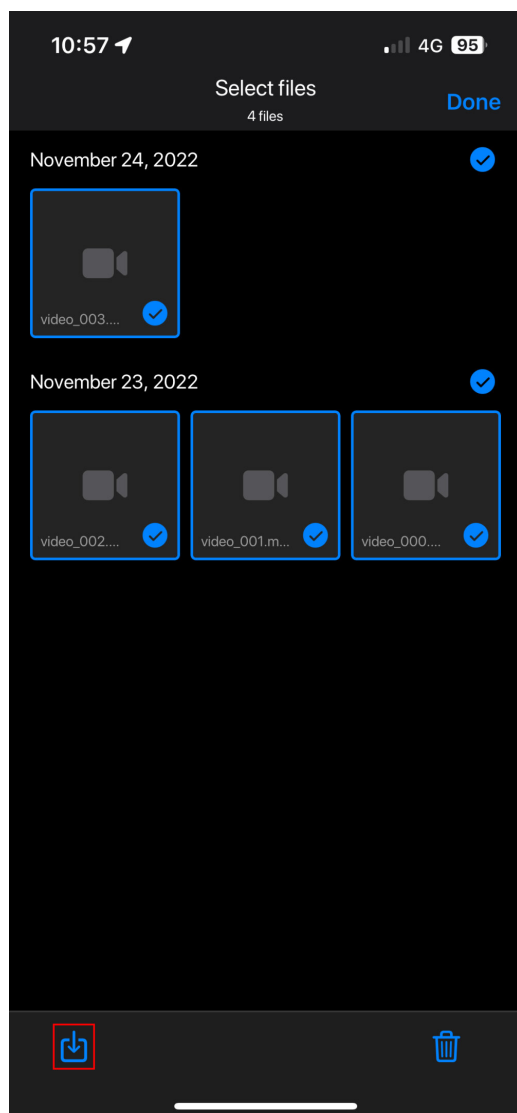 10:57
4G 95
Select files
4 files
Done
November 24, 2022
video_003....
November 23, 2022
video_002....
video_001.m...
video_000....